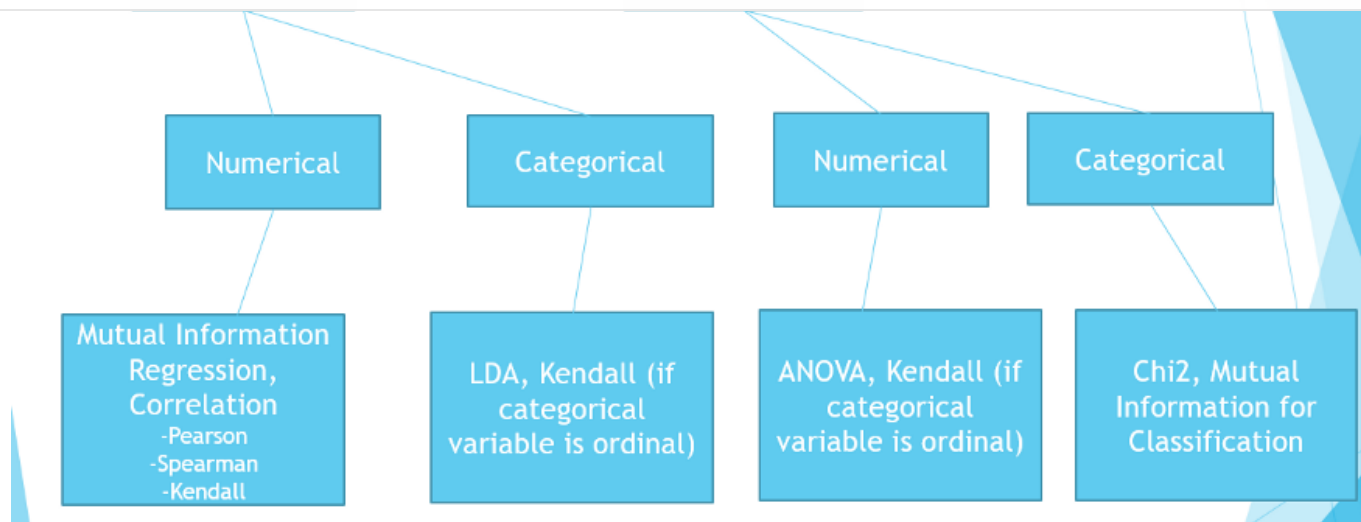 Numerical
Categorical
Numerical
Categorical
Mutual Information
Regression,
Correlation
-Pearson
-Spearman
-Kendall
LDA, Kendall (if
categorical
variable is ordinal)
ANOVA, Kendall (if
categorical
variable is ordinal)
Chi2, Mutual
Information for
Classification